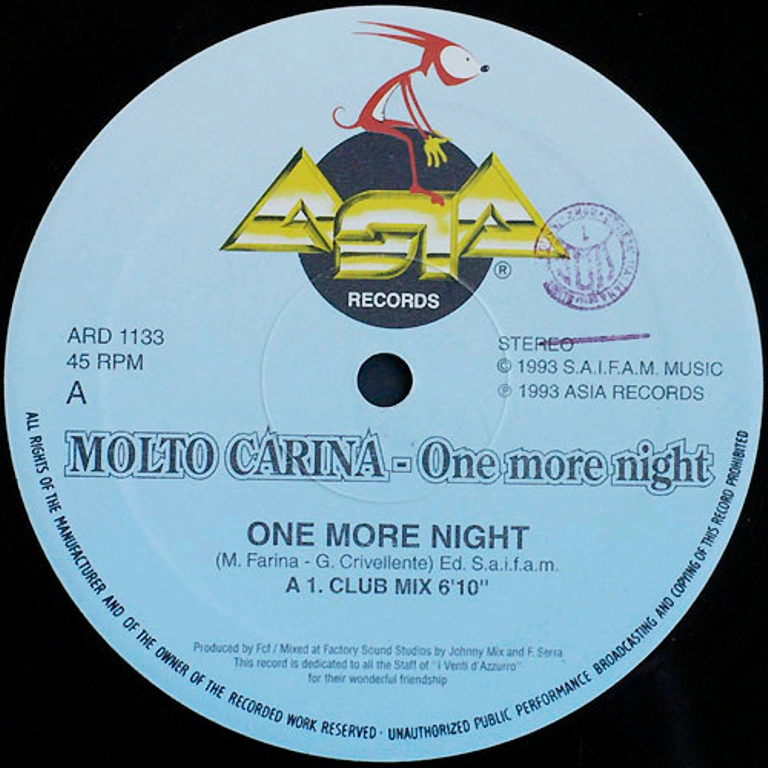 ASIA ®
RECORDS
ARD 1133
45 RPM
A
STEREO
© 1993 S.A.I.F.A.M. MUSIC
℗ 1993 ASIA RECORDS
MOLTO CARINA - One more night
ONE MORE NIGHT
(M. Farina - G. Crivellente) Ed. S.a.i.f.a.m.
A 1. CLUB MIX 6'10"
Produced by Fcf / Mixed at Factory Sound Studios by Johnny Mix and F. Serra
This record is dedicated to all the Staff of "i Venti d'Azzurro"
for their wonderful friendship
ALL RIGHTS OF THE MANUFACTURER AND OF THE OWNER OF THE RECORDED WORK RESERVED · UNAUTHORIZED PUBLIC PERFORMANCE BROADCASTING AND COPYING OF THIS RECORD PROHIBITED